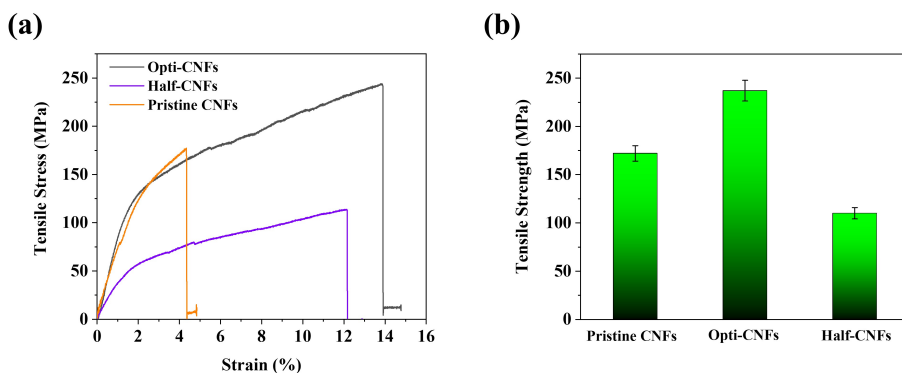 (a)
Tensile Stress (MPa)
250
200
150
100
50
0
Opti-CNFs
Half-CNFs
Pristine CNFs
0 2 4 6 8 10 12 14 16
Strain (%)
(b)
Tensile Strength (MPa)
250
200
150
100
50
0
Pristine CNFs Opti-CNFs Half-CNFs